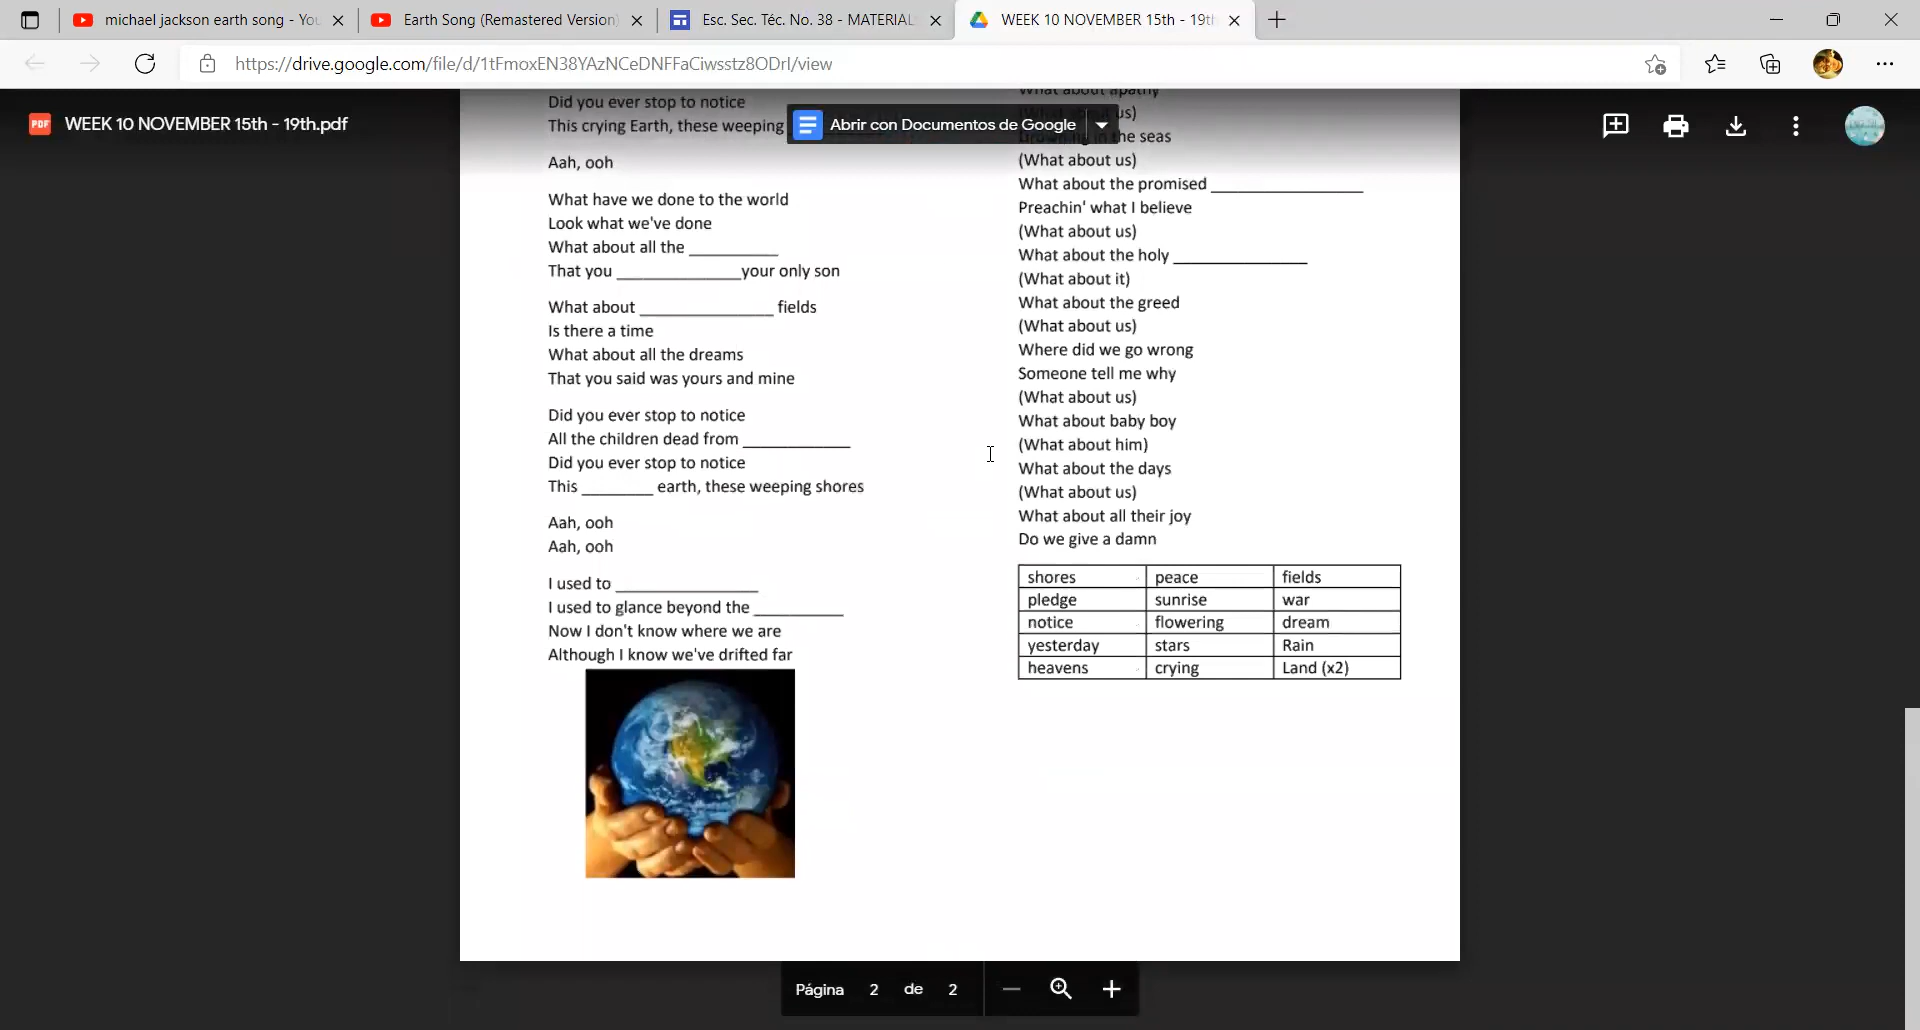 michael jackson earth song - You
Earth Song (Remastered Version)
Esc. Sec. Téc. No. 38 - MATERIAL
WEEK 10 NOVEMBER 15th - 19th
https://drive.google.com/file/d/1tFmoxEN38YAzNCeDNFFaCiwsstz8ODrI/view
PDF
WEEK 10 NOVEMBER 15th - 19th.pdf
Abrir con Documentos de Google
Did you ever stop to notice
This crying Earth, these weeping
Aah, ooh
What have we done to the world
Look what we've done
What about all the __________
That you ______________your only son
What about _______________ fields
Is there a time
What about all the dreams
That you said was yours and mine
Did you ever stop to notice
All the children dead from ____________
Did you ever stop to notice
This ________ earth, these weeping shores
Aah, ooh
Aah, ooh
I used to ________________
I used to glance beyond the __________
Now I don't know where we are
Although I know we've drifted far
What about apathy
(What about us)
Drowning in the seas
(What about us)
What about the promised _________________
Preachin' what I believe
(What about us)
What about the holy _______________
(What about it)
What about the greed
(What about us)
Where did we go wrong
Someone tell me why
(What about us)
What about baby boy
(What about him)
What about the days
(What about us)
What about all their joy
Do we give a damn
shores peace fields
pledge sunrise war
notice flowering dream
yesterday stars Rain
heavens crying Land (x2)
Página 2 de 2